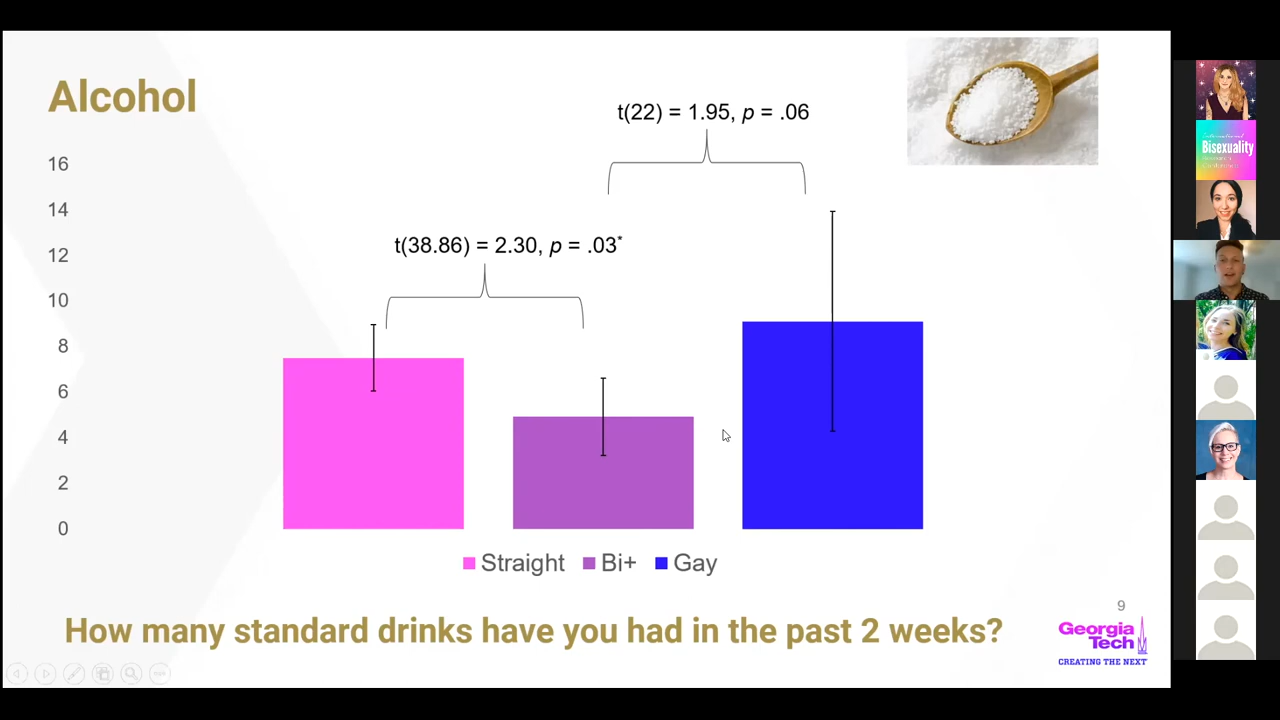 Alcohol
t(22) = 1.95, p = .06
t(38.86) = 2.30, p = .03*
16
14
12
10
8
6
4
2
0
Straight
Bi+
Gay
How many standard drinks have you had in the past 2 weeks?
9
Georgia
Tech
CREATING THE NEXT
Bisexuality